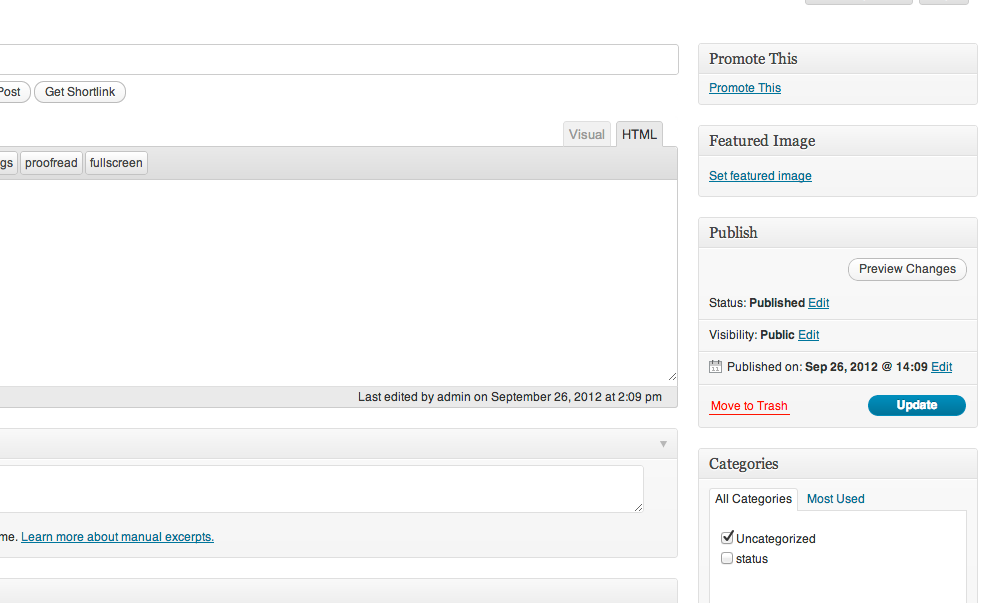 Promote This
Promote This
Post Get Shortlink
Visual HTML
Featured Image
gs proofread fullscreen
Set featured image
Publish
Preview Changes
Status: Published Edit
Visibility: Public Edit
Published on: Sep 26, 2012 @ 14:09 Edit
Last edited by admin on September 26, 2012 at 2:09 pm
Move to Trash Update
Categories
All Categories Most Used
me. Learn more about manual excerpts.
Uncategorized
status